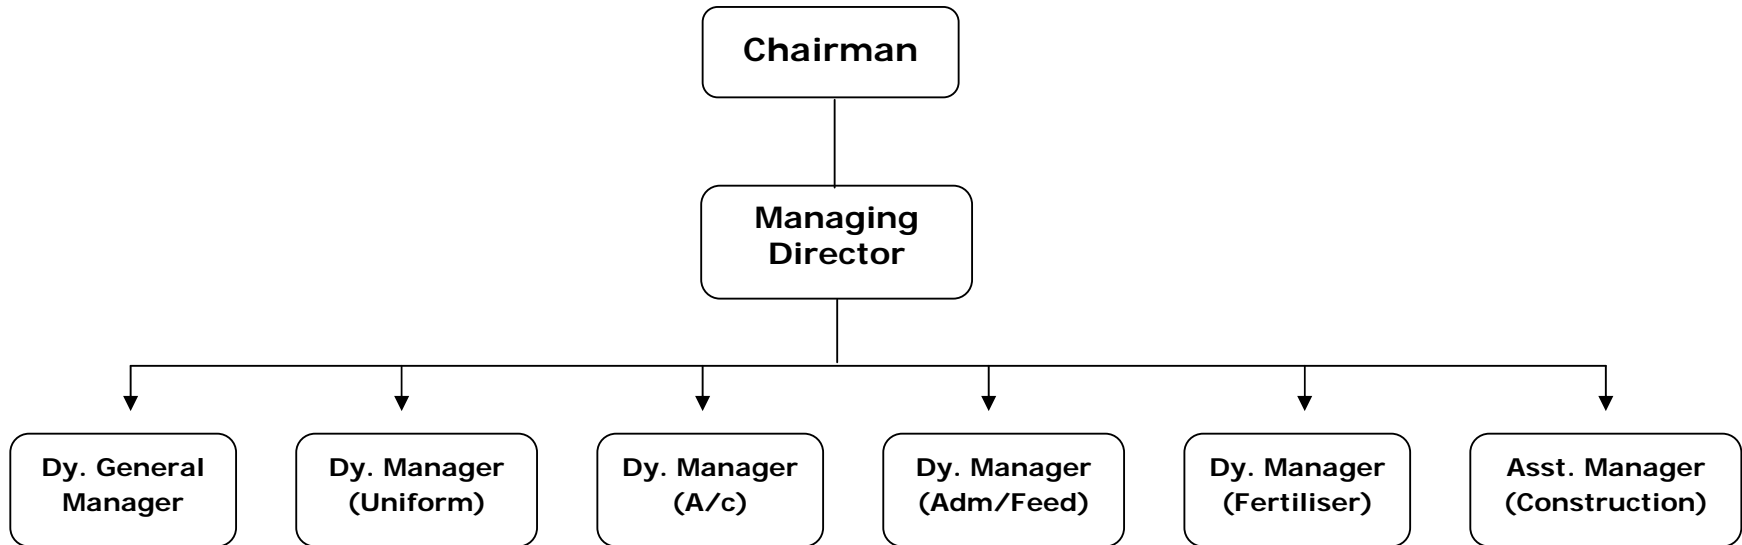 Chairman
Managing
Director
Dy. General
Manager
Dy. Manager
(Uniform)
Dy. Manager
(A/c)
Dy. Manager
(Adm/Feed)
Dy. Manager
(Fertiliser)
Asst. Manager
(Construction)